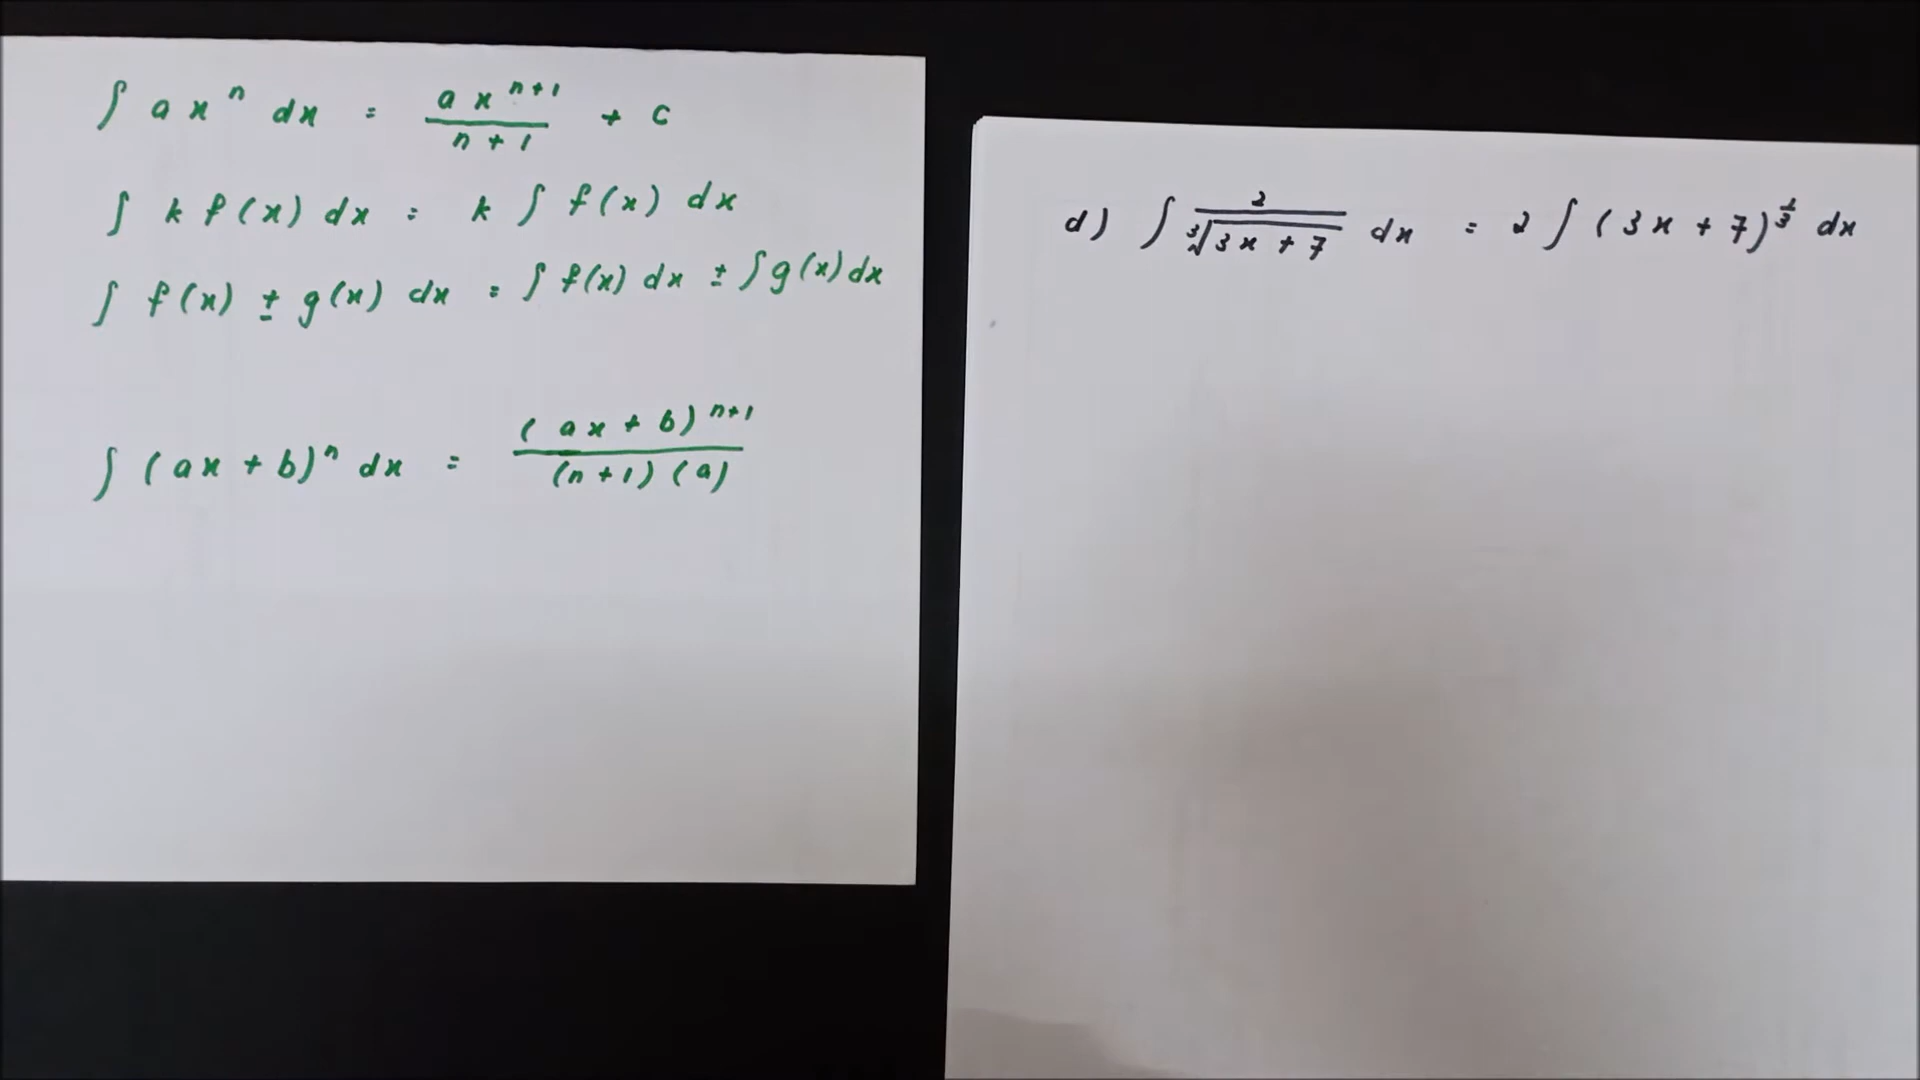 ∫ a x^n dx = (a x^(n+1))/(n+1) + c
∫ k f(x) dx = k ∫ f(x) dx
∫ f(x) ± g(x) dx = ∫ f(x) dx ± ∫ g(x) dx
∫ (ax + b)^n dx = ((ax + b)^(n+1))/((n+1)(a))
d) ∫ 2/∛(3x + 7) dx = 2 ∫ (3x + 7)^(1/3) dx